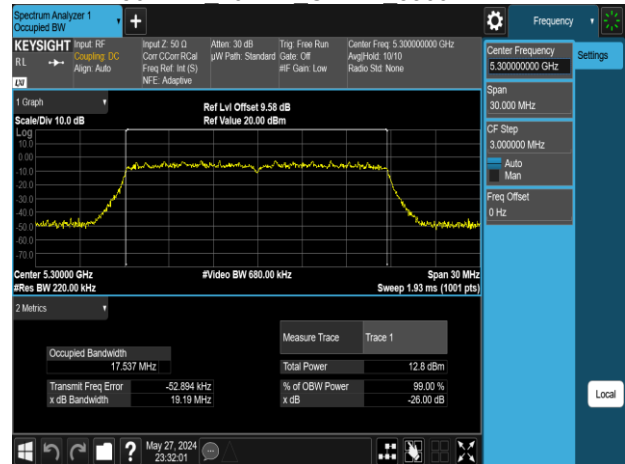 Spectrum Analyzer 1
Occupied BW
Frequency
KEYSIGHT
RL
LXI
Input: RF
Coupling: DC
Align: Auto
Input Z: 50 Ω
Corr CCorr RCal
Freq Ref: Int (S)
NFE: Adaptive
Atten: 30 dB
µW Path: Standard
Trig: Free Run
Gate: Off
#IF Gain: Low
Center Freq: 5.300000000 GHz
Avg|Hold: 10/10
Radio Std: None
Center Frequency
5.300000000 GHz
Settings
Span
30.000 MHz
CF Step
3.000000 MHz
Auto
Man
Freq Offset
0 Hz
Local
1 Graph
Scale/Div 10.0 dB
Ref Lvl Offset 9.58 dB
Ref Value 20.00 dBm
Log
10.0
0.00
-10.0
-20.0
-30.0
-40.0
-50.0
-60.0
-70.0
Center 5.30000 GHz
#Video BW 680.00 kHz
Span 30 MHz
#Res BW 220.00 kHz
Sweep 1.93 ms (1001 pts)
2 Metrics
Measure Trace Trace 1
Occupied Bandwidth
17.537 MHz
Total Power 12.8 dBm
Transmit Freq Error -52.894 kHz
% of OBW Power 99.00 %
x dB Bandwidth 19.19 MHz
x dB -26.00 dB
?
May 27, 2024
23:32:01